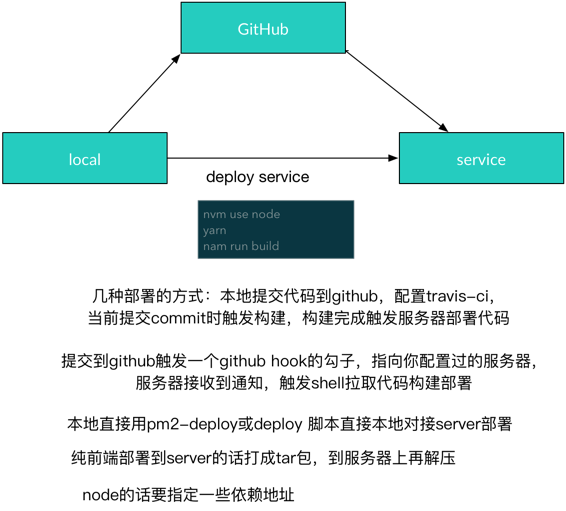 GitHub
local
service
deploy service
nvm use node
yarn
nam run build
几种部署的方式：本地提交代码到github，配置travis-ci，
当前提交commit时触发构建，构建完成触发服务器部署代码
提交到github触发一个github hook的勾子，指向你配置过的服务器，
服务器接收到通知，触发shell拉取代码构建部署
本地直接用pm2-deploy或deploy 脚本直接本地对接server部署
纯前端部署到server的话打成tar包，到服务器上再解压
node的话要指定一些依赖地址